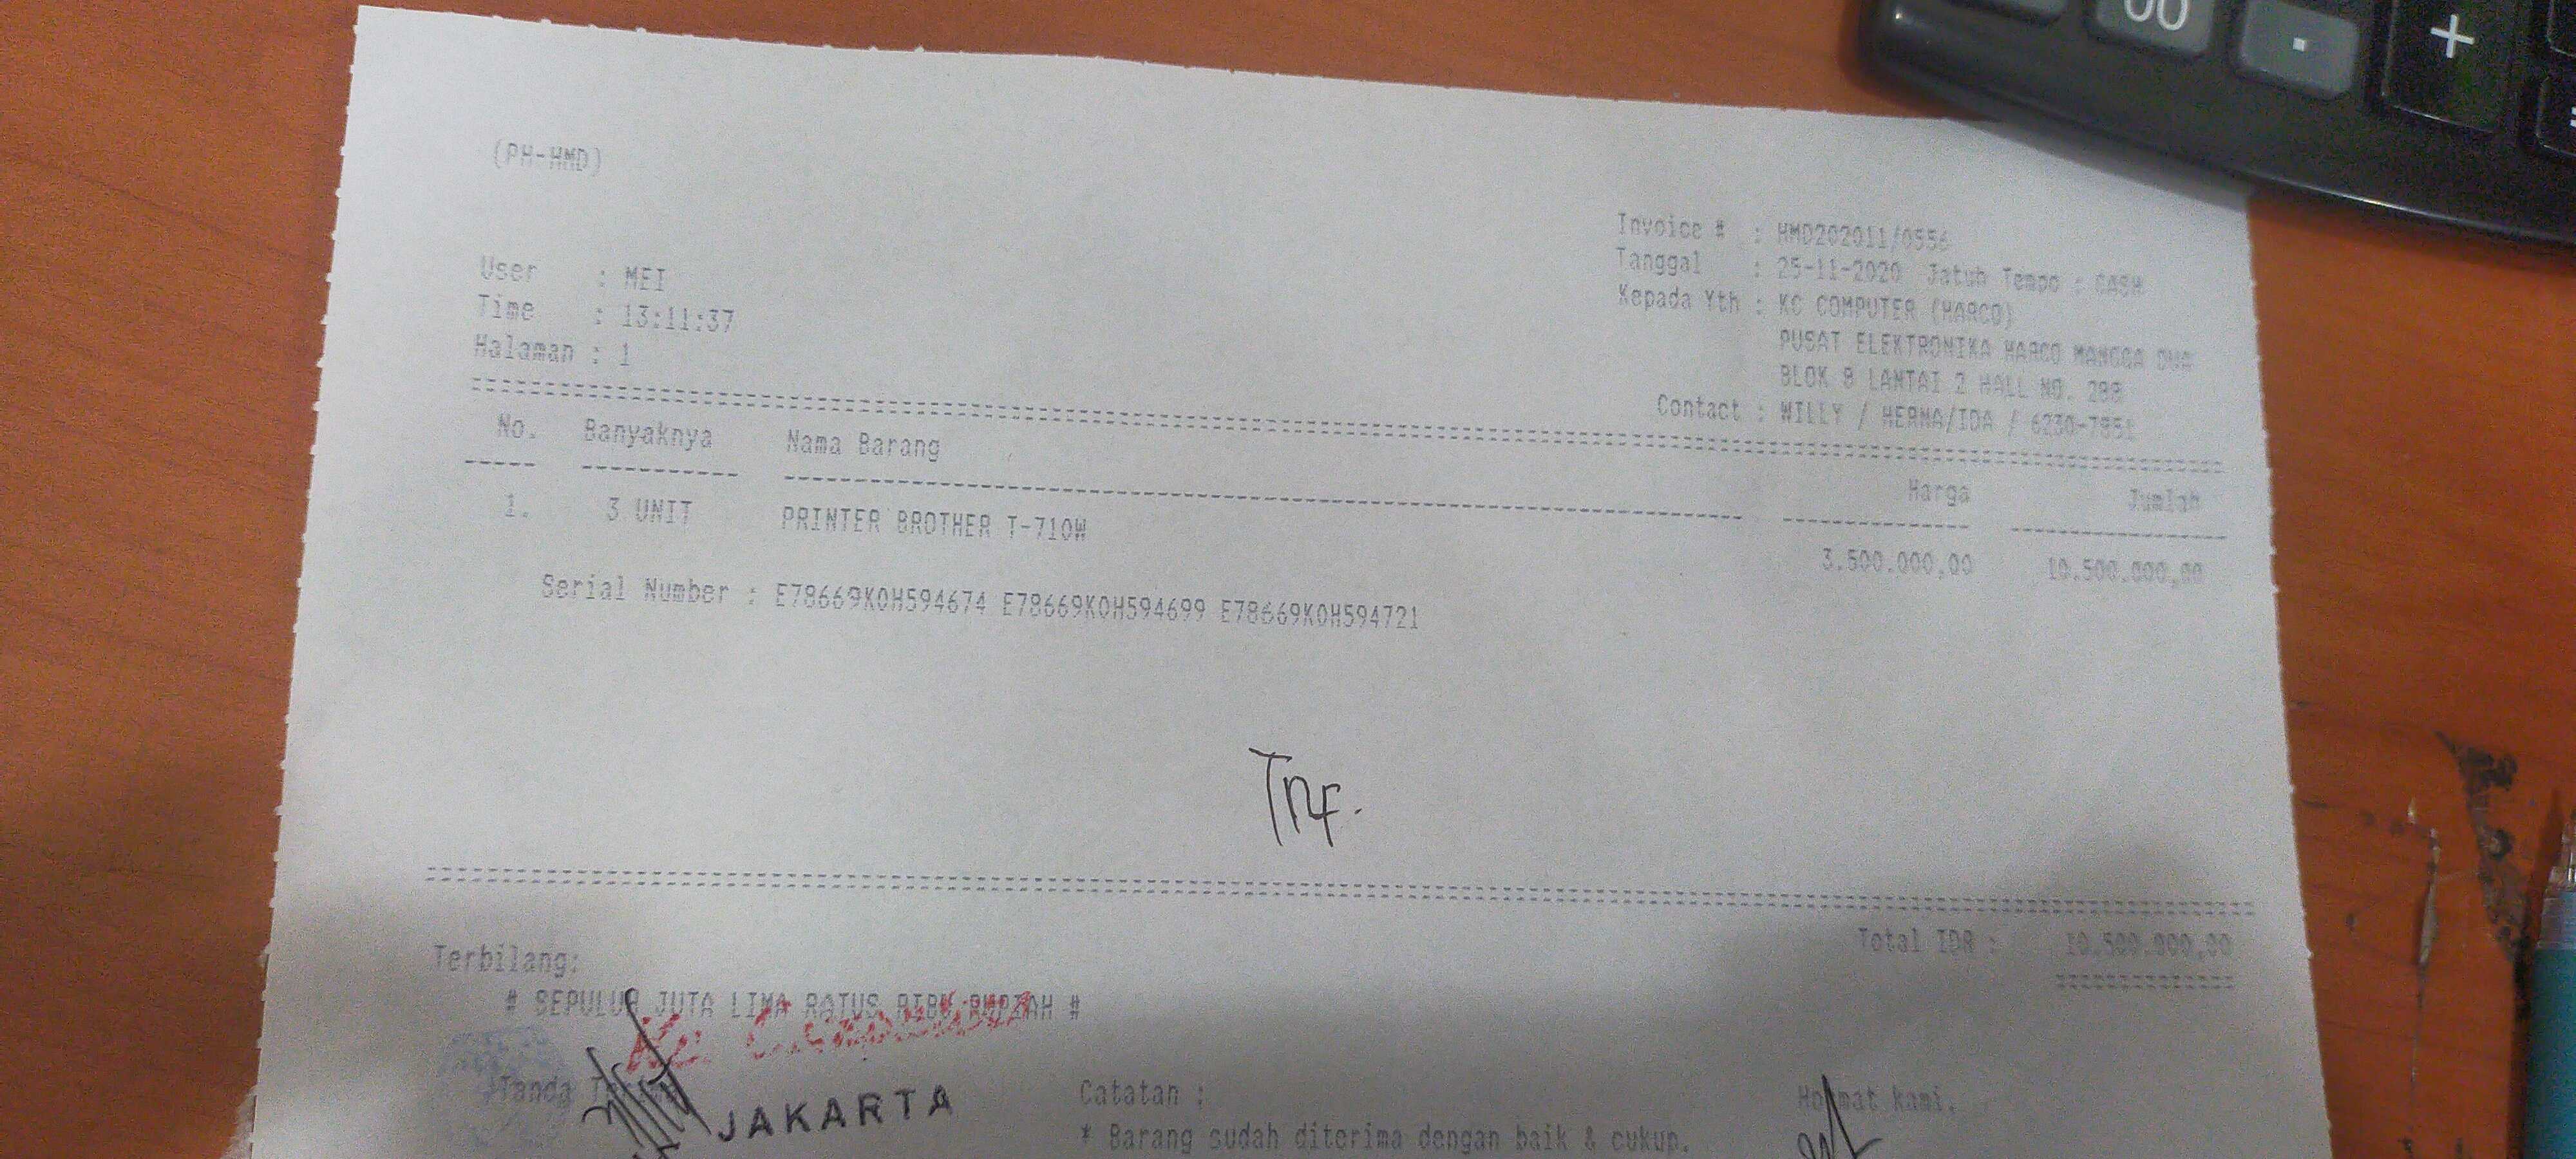 (PH-HMD)
Invoice # : HMD202011/0556
Tanggal : 25-11-2020 Jatuh Tempo : CASH
Kepada Yth : KC COMPUTER (HARCO)
PUSAT ELEKTRONIKA HARCO MANGGA DUA
BLOK B LANTAI 2 HALL NO. 288
Contact : WILLY / HERNA/IDA / 6230-7851
User : MEI
Time : 13:11:37
Halaman : 1
No. Banyaknya Nama Barang Harga Jumlah
1. 3 UNIT PRINTER BROTHER T-710W 3.500.000,00 10.500.000,00
Serial Number : E78669K0H594674 E78669K0H594699 E78669K0H594721
Trf.
Total IDR : 10.500.000,00
Terbilang:
# SEPULUH JUTA LIMA RATUS RIBU RUPIAH #
Kc Computer
Tanda
JAKARTA
Catatan :
* Barang sudah diterima dengan baik & cukup.
Hormat kami,
00
.
+